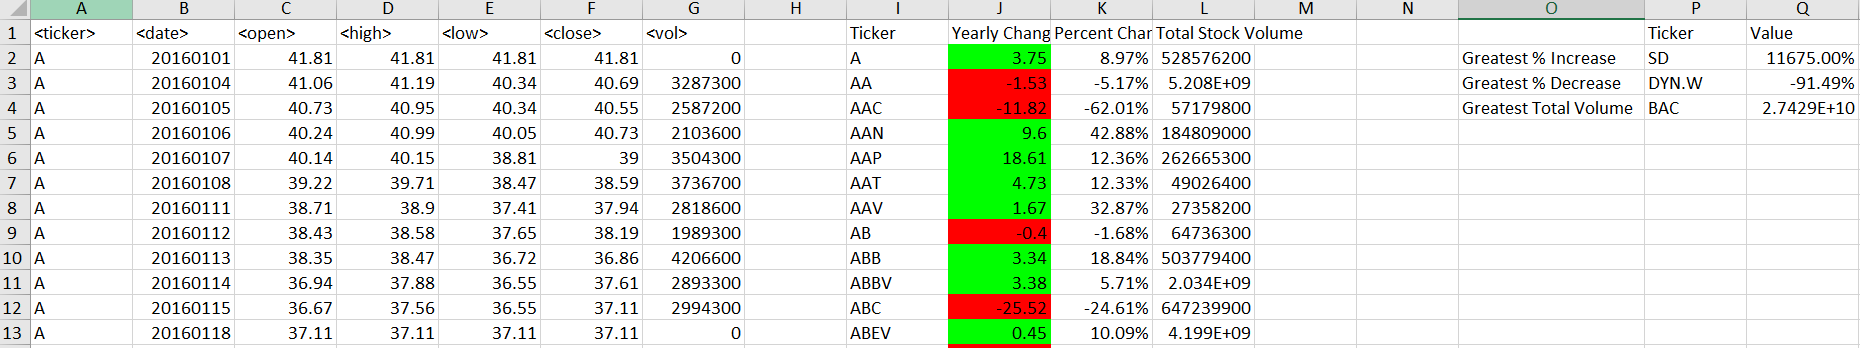 A B C D E F G H I J K L M N O P Q
1 <ticker> <date> <open> <high> <low> <close> <vol> Ticker Yearly Chang Percent Char Total Stock Volume Ticker Value
2 A 20160101 41.81 41.81 41.81 41.81 0 A 3.75 8.97% 528576200 Greatest % Increase SD 11675.00%
3 A 20160104 41.06 41.19 40.34 40.69 3287300 AA -1.53 -5.17% 5.208E+09 Greatest % Decrease DYN.W -91.49%
4 A 20160105 40.73 40.95 40.34 40.55 2587200 AAC -11.82 -62.01% 57179800 Greatest Total Volume BAC 2.7429E+10
5 A 20160106 40.24 40.99 40.05 40.73 2103600 AAN 9.6 42.88% 184809000
6 A 20160107 40.14 40.15 38.81 39 3504300 AAP 18.61 12.36% 262665300
7 A 20160108 39.22 39.71 38.47 38.59 3736700 AAT 4.73 12.33% 49026400
8 A 20160111 38.71 38.9 37.41 37.94 2818600 AAV 1.67 32.87% 27358200
9 A 20160112 38.43 38.58 37.65 38.19 1989300 AB -0.4 -1.68% 64736300
10 A 20160113 38.35 38.47 36.72 36.86 4206600 ABB 3.34 18.84% 503779400
11 A 20160114 36.94 37.88 36.55 37.61 2893300 ABBV 3.38 5.71% 2.034E+09
12 A 20160115 36.67 37.56 36.55 37.11 2994300 ABC -25.52 -24.61% 647239900
13 A 20160118 37.11 37.11 37.11 37.11 0 ABEV 0.45 10.09% 4.199E+09